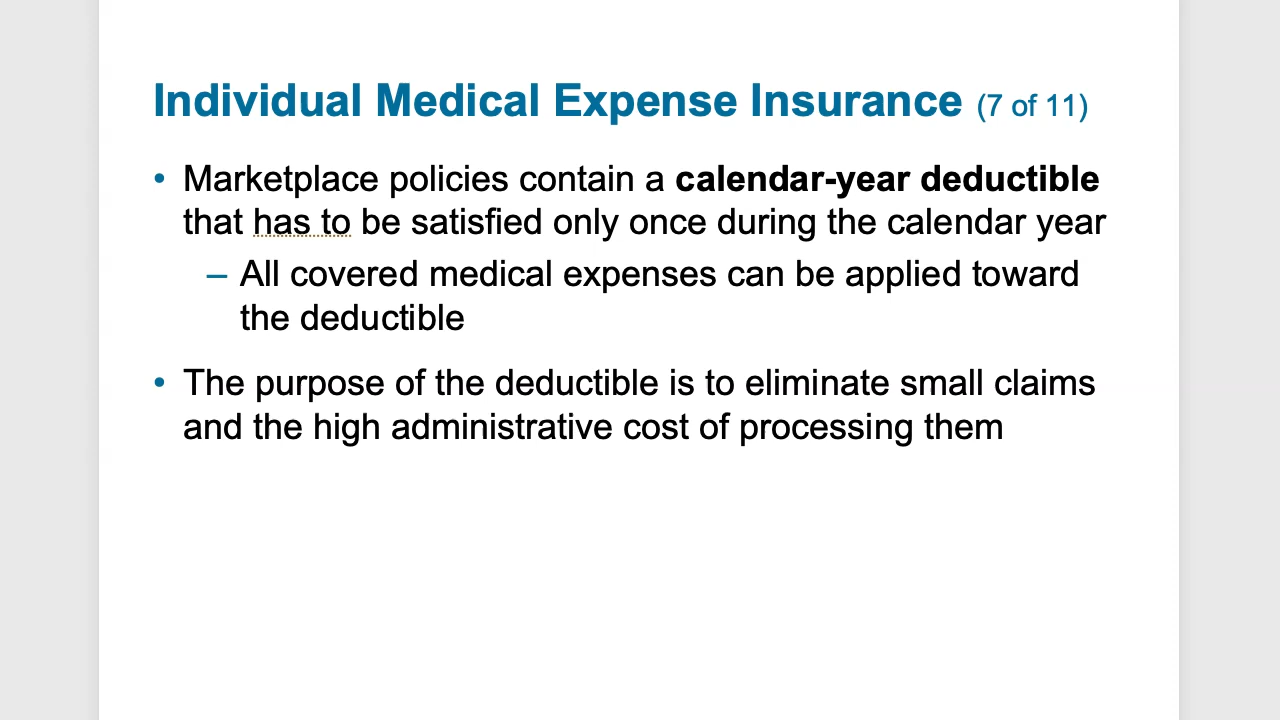 Individual Medical Expense Insurance (7 of 11)
• Marketplace policies contain a calendar-year deductible
that has to be satisfied only once during the calendar year
– All covered medical expenses can be applied toward
the deductible
• The purpose of the deductible is to eliminate small claims
and the high administrative cost of processing them